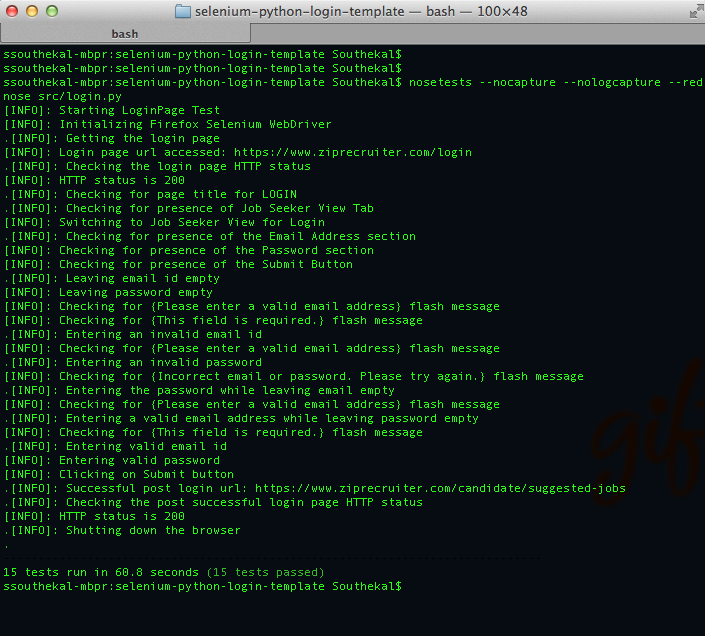 selenium-python-login-template — bash — 100×48
bash
ssouthekal-mbpr:selenium-python-login-template Southekal$
ssouthekal-mbpr:selenium-python-login-template Southekal$
ssouthekal-mbpr:selenium-python-login-template Southekal$ nosetests --nocapture --nologcapture --red
nose src/login.py
[INFO]: Starting LoginPage Test
[INFO]: Initializing Firefox Selenium WebDriver
.[INFO]: Getting the login page
[INFO]: Login page url accessed: https://www.ziprecruiter.com/login
.[INFO]: Checking the login page HTTP status
[INFO]: HTTP status is 200
.[INFO]: Checking for page title for LOGIN
.[INFO]: Checking for presence of Job Seeker View Tab
[INFO]: Switching to Job Seeker View for Login
.[INFO]: Checking for presence of the Email Address section
[INFO]: Checking for presence of the Password section
[INFO]: Checking for presence of the Submit Button
.[INFO]: Leaving email id empty
[INFO]: Leaving password empty
[INFO]: Checking for {Please enter a valid email address} flash message
[INFO]: Checking for {This field is required.} flash message
.[INFO]: Entering an invalid email id
[INFO]: Checking for {Please enter a valid email address} flash message
.[INFO]: Entering an invalid password
[INFO]: Checking for {Incorrect email or password. Please try again.} flash message
.[INFO]: Entering the password while leaving email empty
[INFO]: Checking for {Please enter a valid email address} flash message
.[INFO]: Entering a valid email address while leaving password empty
[INFO]: Checking for {This field is required.} flash message
.[INFO]: Entering valid email id
[INFO]: Entering valid password
[INFO]: Clicking on Submit button
.[INFO]: Successful post login url: https://www.ziprecruiter.com/candidate/suggested-jobs
.[INFO]: Checking the post successful login page HTTP status
[INFO]: HTTP status is 200
.[INFO]: Shutting down the browser
.
15 tests run in 60.8 seconds (15 tests passed)
ssouthekal-mbpr:selenium-python-login-template Southekal$
gif